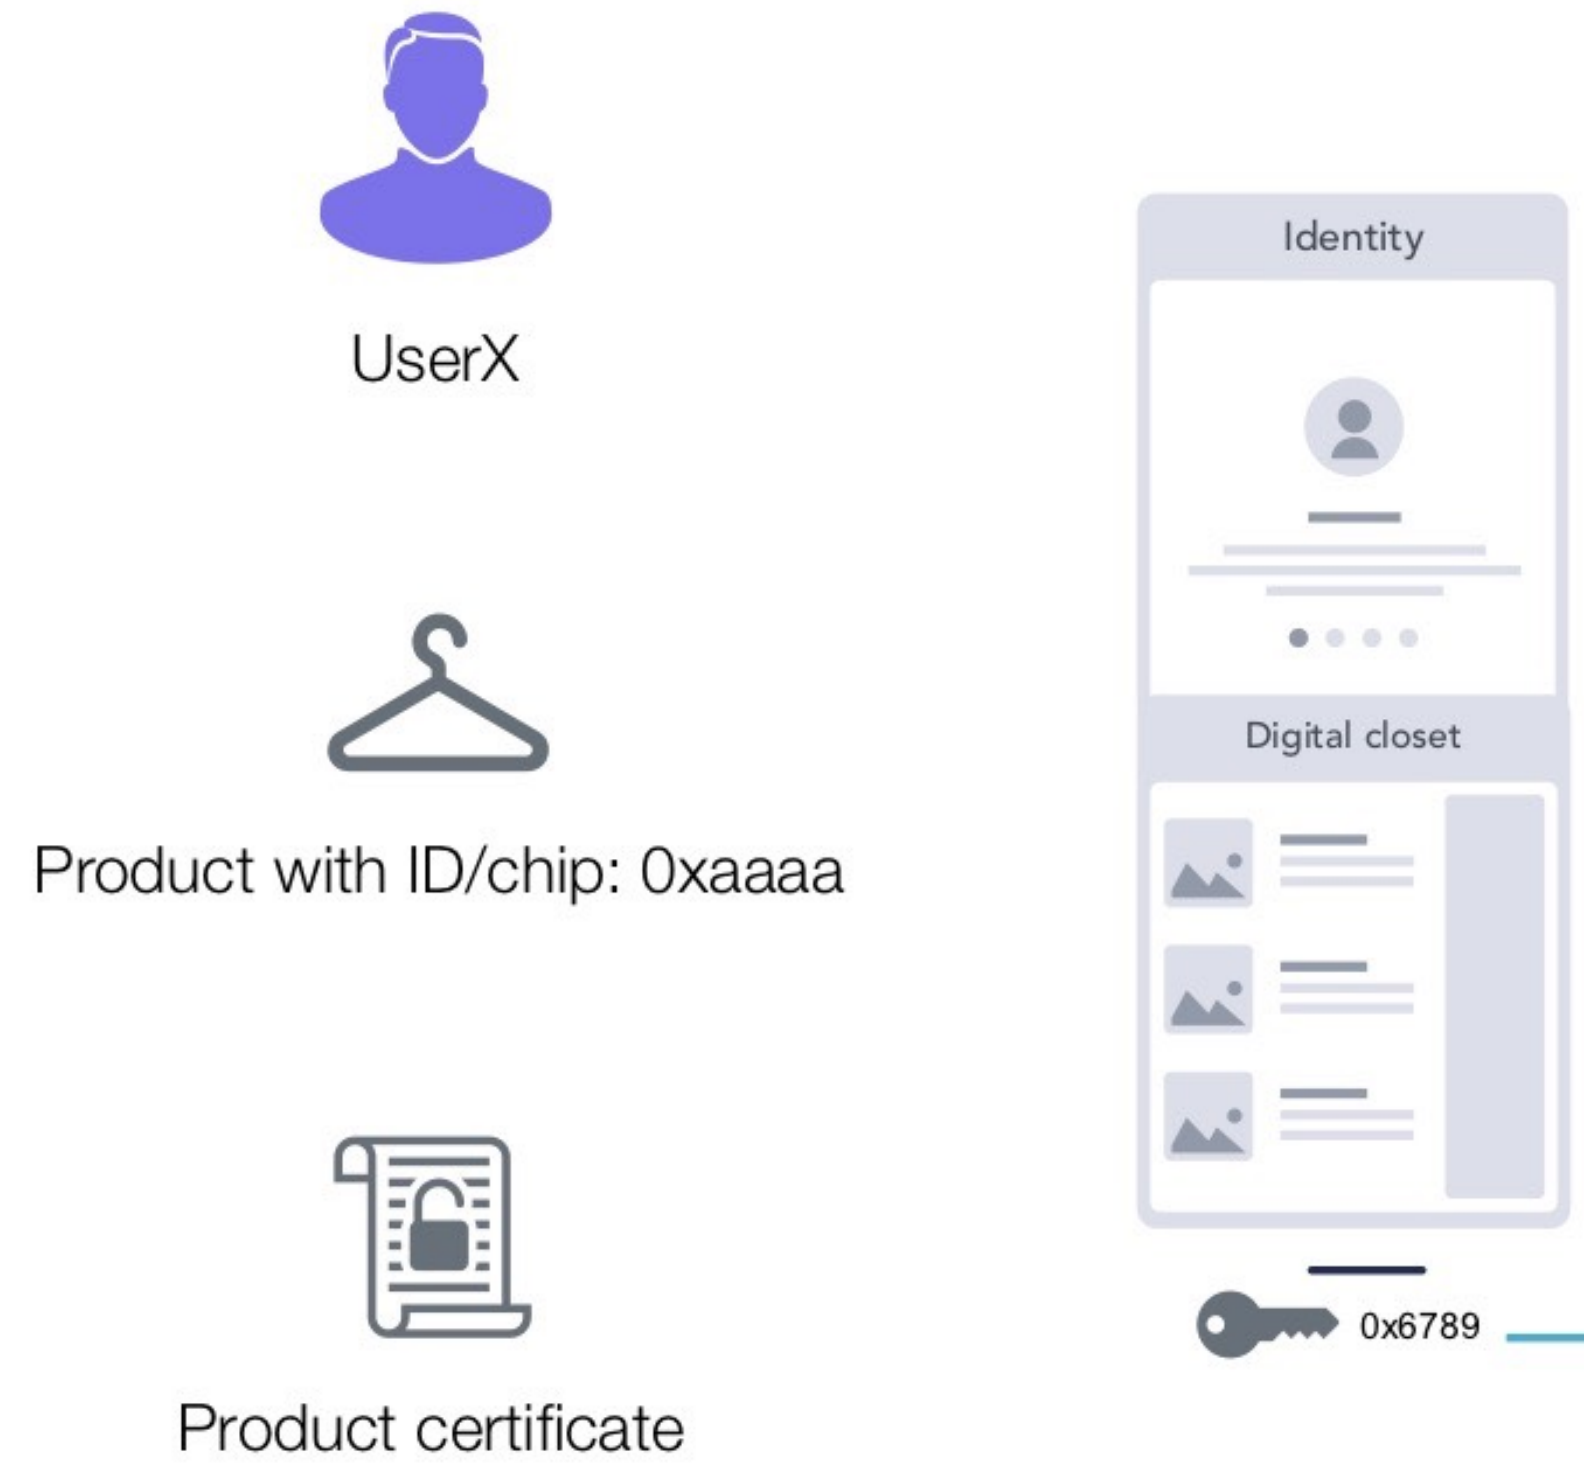 UserX
Product with ID/chip: 0xaaaa
Product certificate
Identity
Digital closet
0x6789